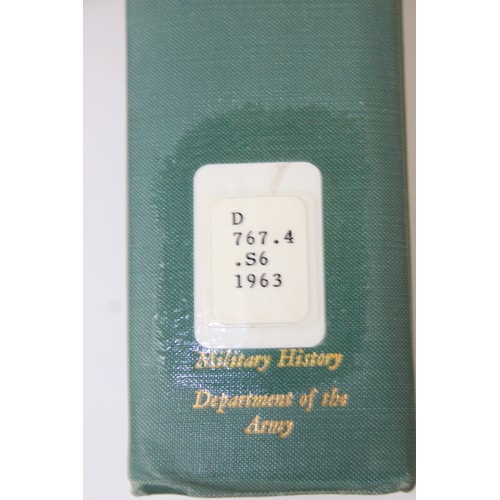 D
767.4
.S6
1963
Military History
Department of the
Army